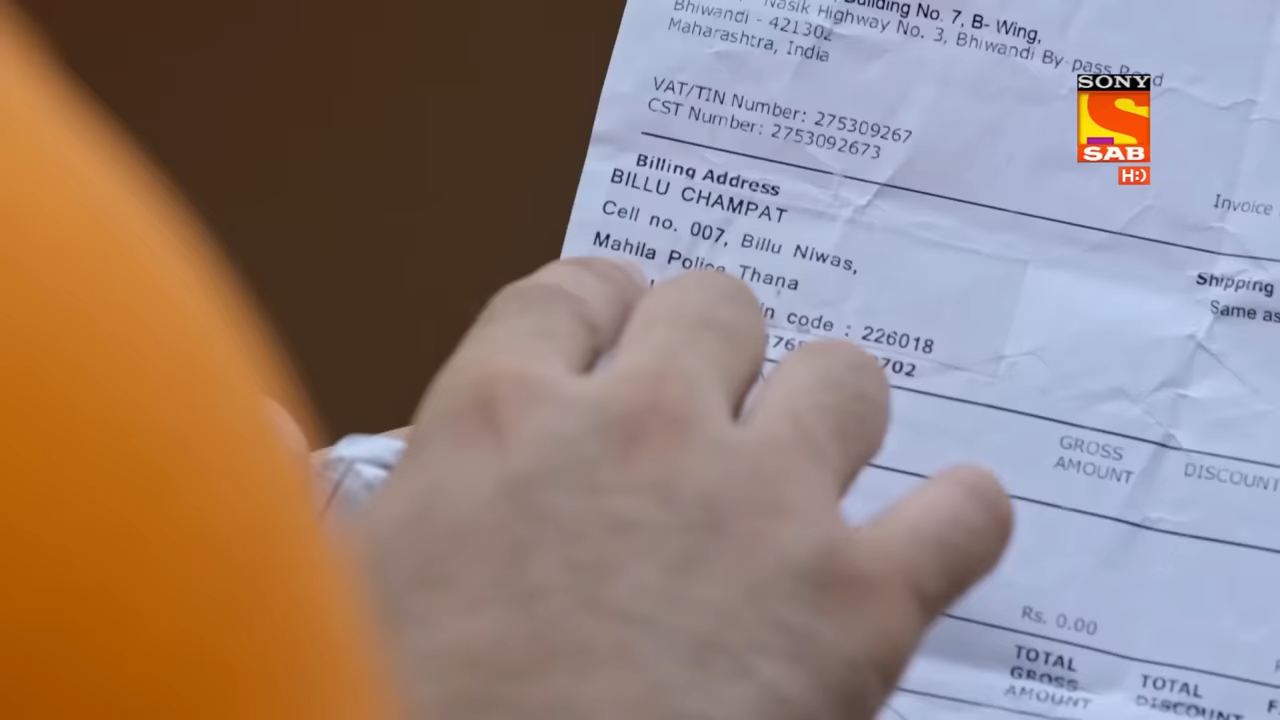 Building No. 7, B- Wing,
Nasik Highway No. 3, Bhiwandi By-pass Road
Bhiwandi - 421302
Maharashtra, India
VAT/TIN Number: 275309267
CST Number: 2753092673
Billing Address
BILLU CHAMPAT
Cell no. 007, Billu Niwas,
Mahila Police Thana
code : 226018
702
Invoice
Shipping
Same as
GROSS
AMOUNT
DISCOUNT
Rs. 0.00
TOTAL
GROSS
AMOUNT
TOTAL
DISCOUNT
SONY
S
SAB
HD